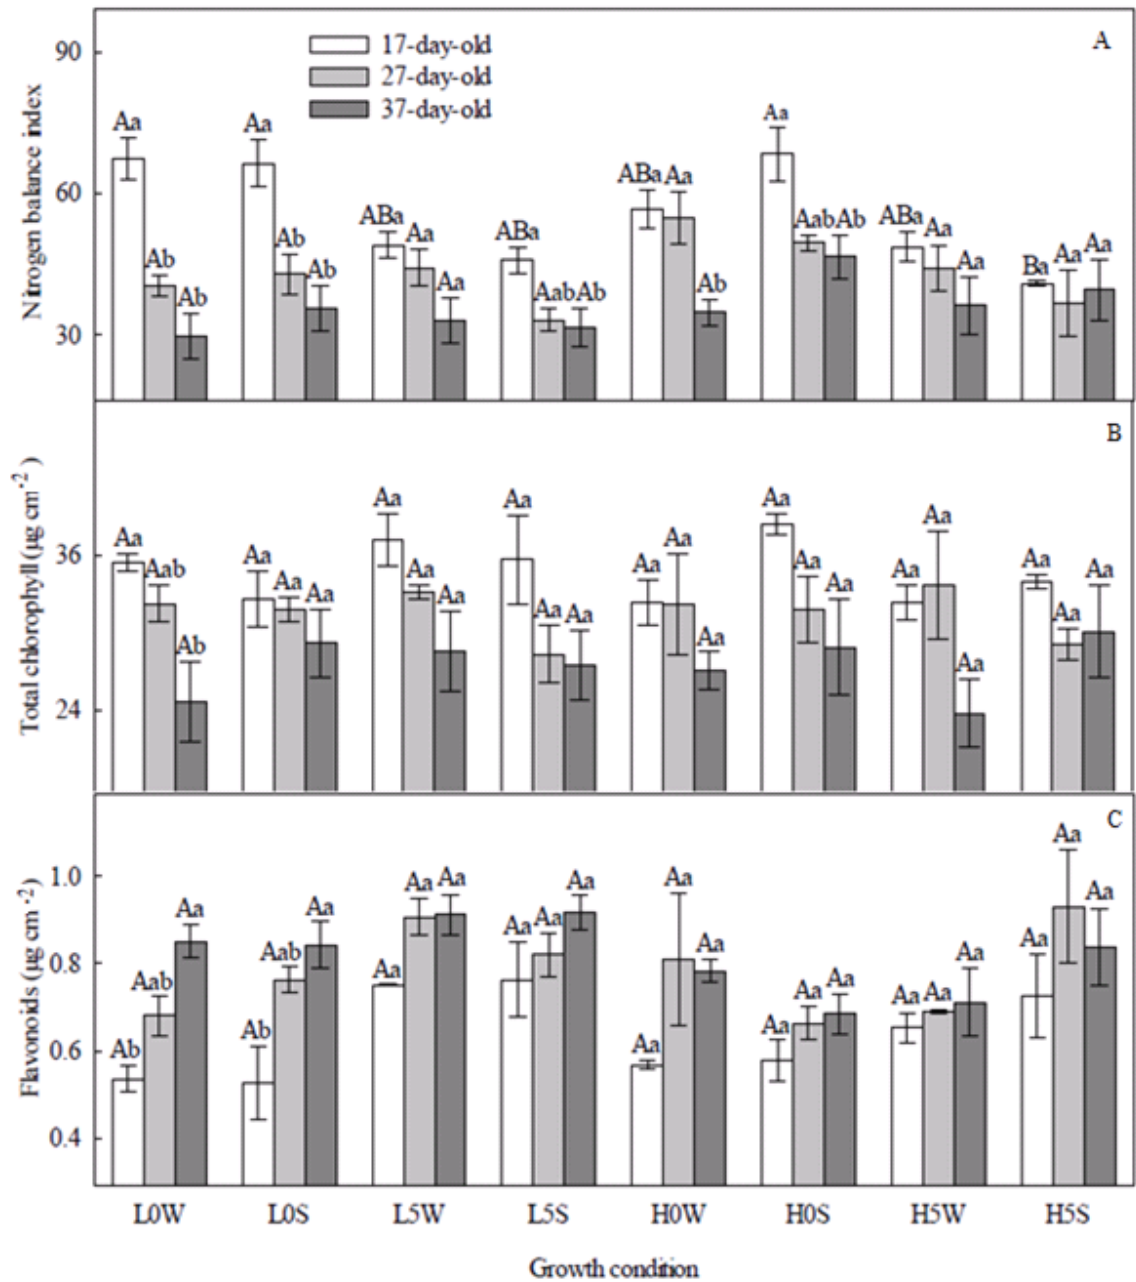 A
90
17-day-old
27-day-old
37-day-old
Nitrogen balance index
Aa Aa Aa
ABa Aa
60
ABa Aa ABa AabAb ABa Aa
Ab Ab Ab Aa AabAb Ab Aa Ba Aa Aa
Ab
30
B
Total chlorophyll (µg cm-2)
Aa Aa Aa Aa
36
Aa Aab Aa Aa Aa Aa Aa Aa Aa Aa Aa Aa Aa
Ab Aa Aa Aa Aa Aa Aa
24
C
Flavonoids (µg cm-2)
Aa
1.0
Aa Aa Aa Aa Aa
Aa Aab Aa Aa Aa Aa
0.8
Aab Aa Aa Aa Aa Aa Aa Aa
Ab Ab Aa Aa
0.6
0.4
L0W L0S L5W L5S H0W H0S H5W H5S
Growth condition